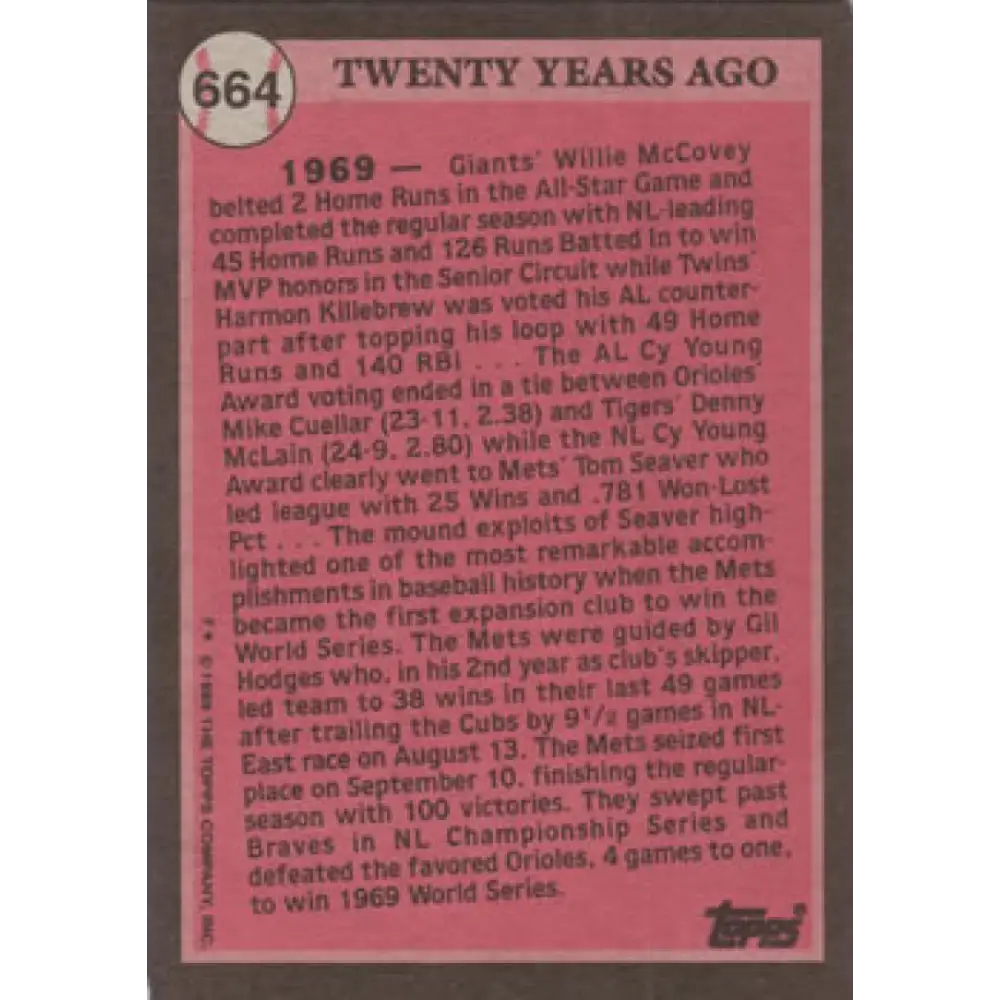 664
TWENTY YEARS AGO
1969 — Giants' Willie McCovey
belted 2 Home Runs in the All-Star Game and
completed the regular season with NL-leading
45 Home Runs and 126 Runs Batted In to win
MVP honors in the Senior Circuit while Twins'
Harmon Killebrew was voted his AL counter-
part after topping his loop with 49 Home
Runs and 140 RBI . . . The AL Cy Young
Award voting ended in a tie between Orioles'
Mike Cuellar (23-11, 2.38) and Tigers' Denny
McLain (24-9, 2.80) while the NL Cy Young
Award clearly went to Mets' Tom Seaver who
led league with 25 Wins and .781 Won-Lost
Pct . . . The mound exploits of Seaver high-
lighted one of the most remarkable accom-
plishments in baseball history when the Mets
became the first expansion club to win the
World Series. The Mets were guided by Gil
Hodges who, in his 2nd year as club's skipper,
led team to 38 wins in their last 49 games
after trailing the Cubs by 9 1/2 games in NL-
East race on August 13. The Mets seized first
place on September 10, finishing the regular-
season with 100 victories. They swept past
Braves in NL Championship Series and
defeated the favored Orioles, 4 games to one,
to win 1969 World Series.
F* © 1989 THE TOPPS COMPANY, INC.
TOPPS®